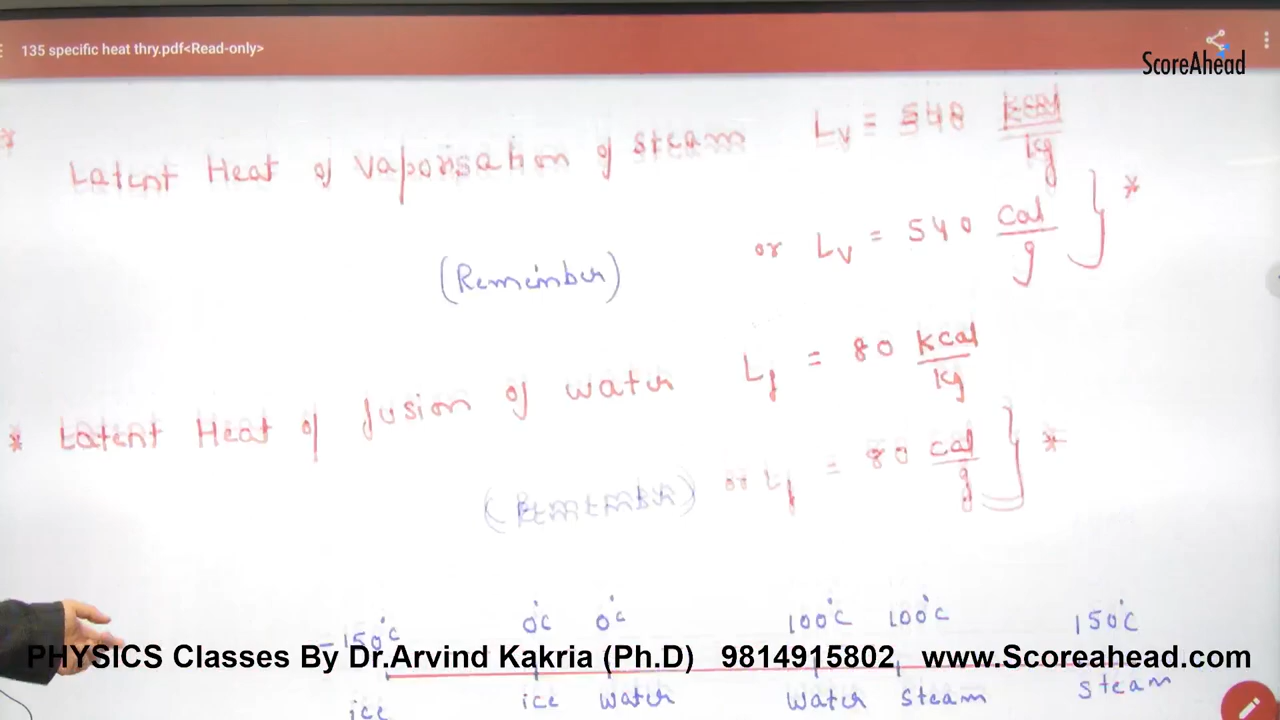 135 specific heat thry.pdf<Read-only>
ScoreAhead
* Latent Heat of vaporisation of steam Lv = 540 kcal/kg
or Lv = 540 Cal/g } *
(Remember)
* Latent Heat of fusion of water Lf = 80 kcal/kg
(Remember) or Lf = 80 cal/g } *
-150°C 0°C 0°C 100°C 100°C 150°C
PHYSICS Classes By Dr.Arvind Kakria (Ph.D) 9814915802 www.Scoreahead.com
ice ice water water steam steam